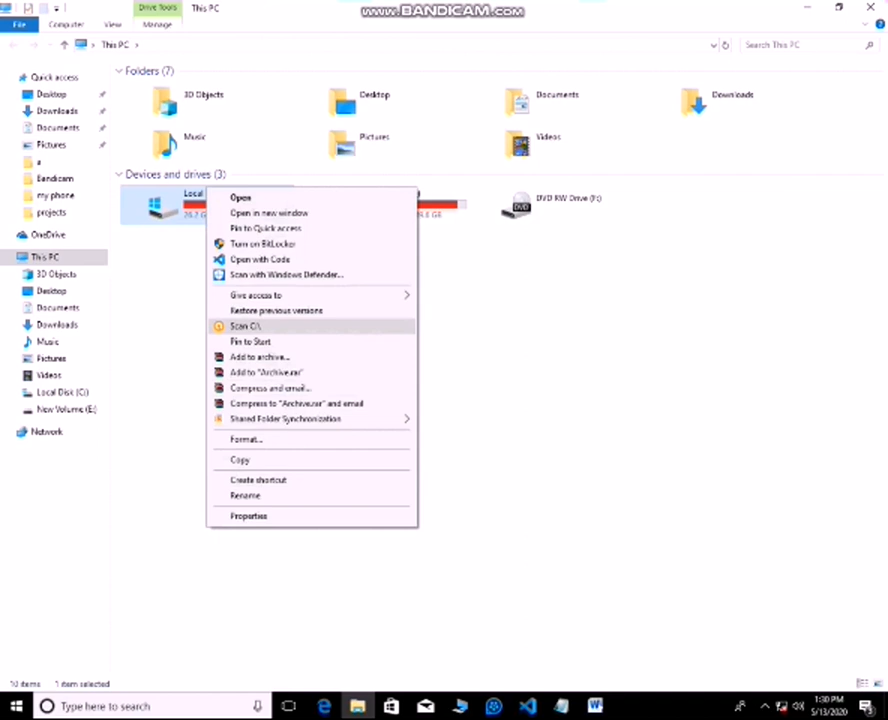 Drive Tools
This PC
www.BANDICAM.com
File
Computer
View
Manage
This PC
Search This PC
Quick access
Desktop
Downloads
Documents
Pictures
a
Bandicam
my phone
projects
OneDrive
This PC
3D Objects
Desktop
Documents
Downloads
Music
Pictures
Videos
Local Disk (C:)
New Volume (E:)
Network
Folders (7)
3D Objects
Desktop
Documents
Downloads
Music
Pictures
Videos
Devices and drives (3)
Local
DVD RW Drive (F:)
Open
Open in new window
Pin to Quick access
Turn on BitLocker
Open with Code
Scan with Windows Defender...
Give access to
Restore previous versions
Scan C:\
Pin to Start
Add to archive...
Add to "Archive.rar"
Compress and email...
Compress to "Archive.rar" and email
Shared Folder Synchronization
Format...
Copy
Create shortcut
Rename
Properties
10 items
1 item selected
Type here to search
1:30 PM
5/13/2020